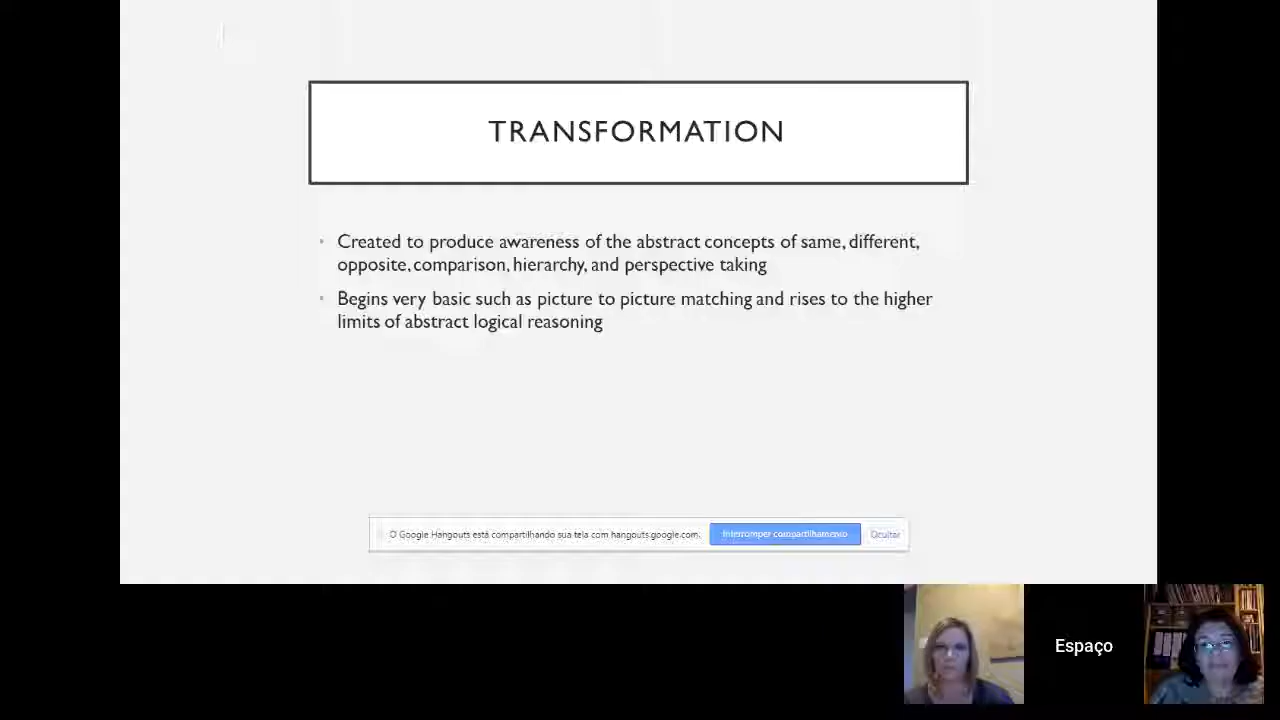 TRANSFORMATION
• Created to produce awareness of the abstract concepts of same, different,
opposite, comparison, hierarchy, and perspective taking
• Begins very basic such as picture to picture matching and rises to the higher
limits of abstract logical reasoning
O Google Hangouts está compartilhando sua tela com hangouts.google.com.
Interromper compartilhamento
Ocultar
Espaço